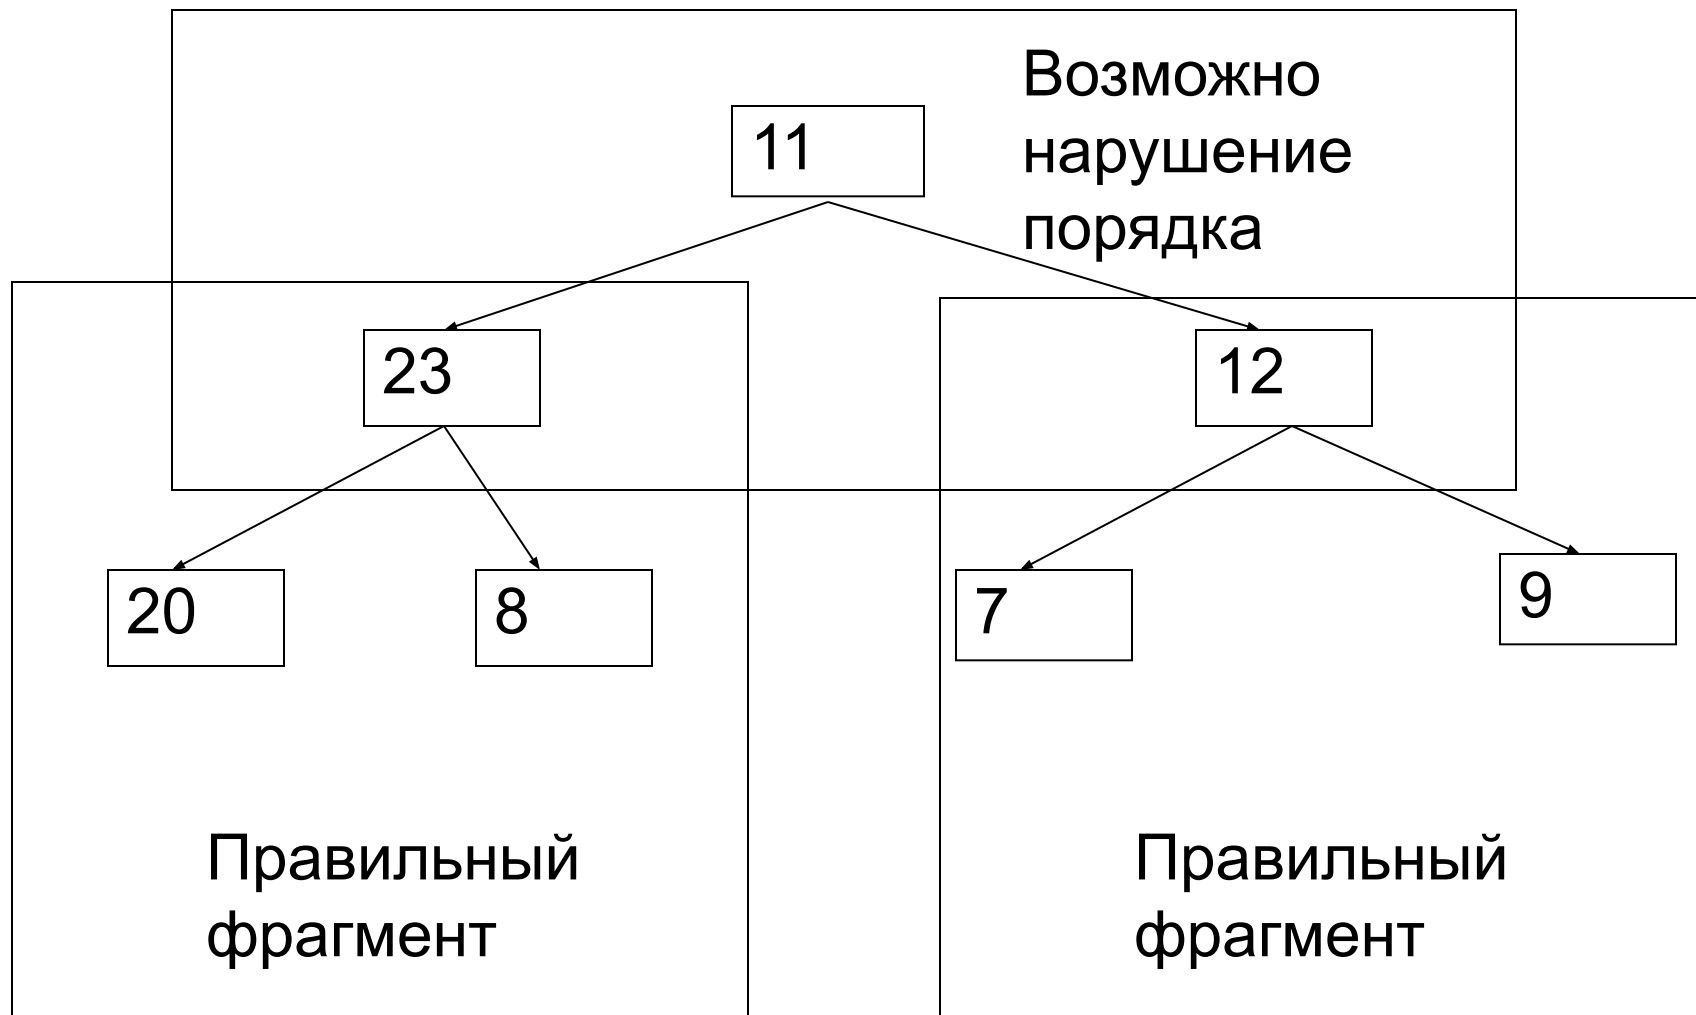 Возможно
нарушение
порядка
11
23
12
20
8
7
9
Правильный
фрагмент
Правильный
фрагмент